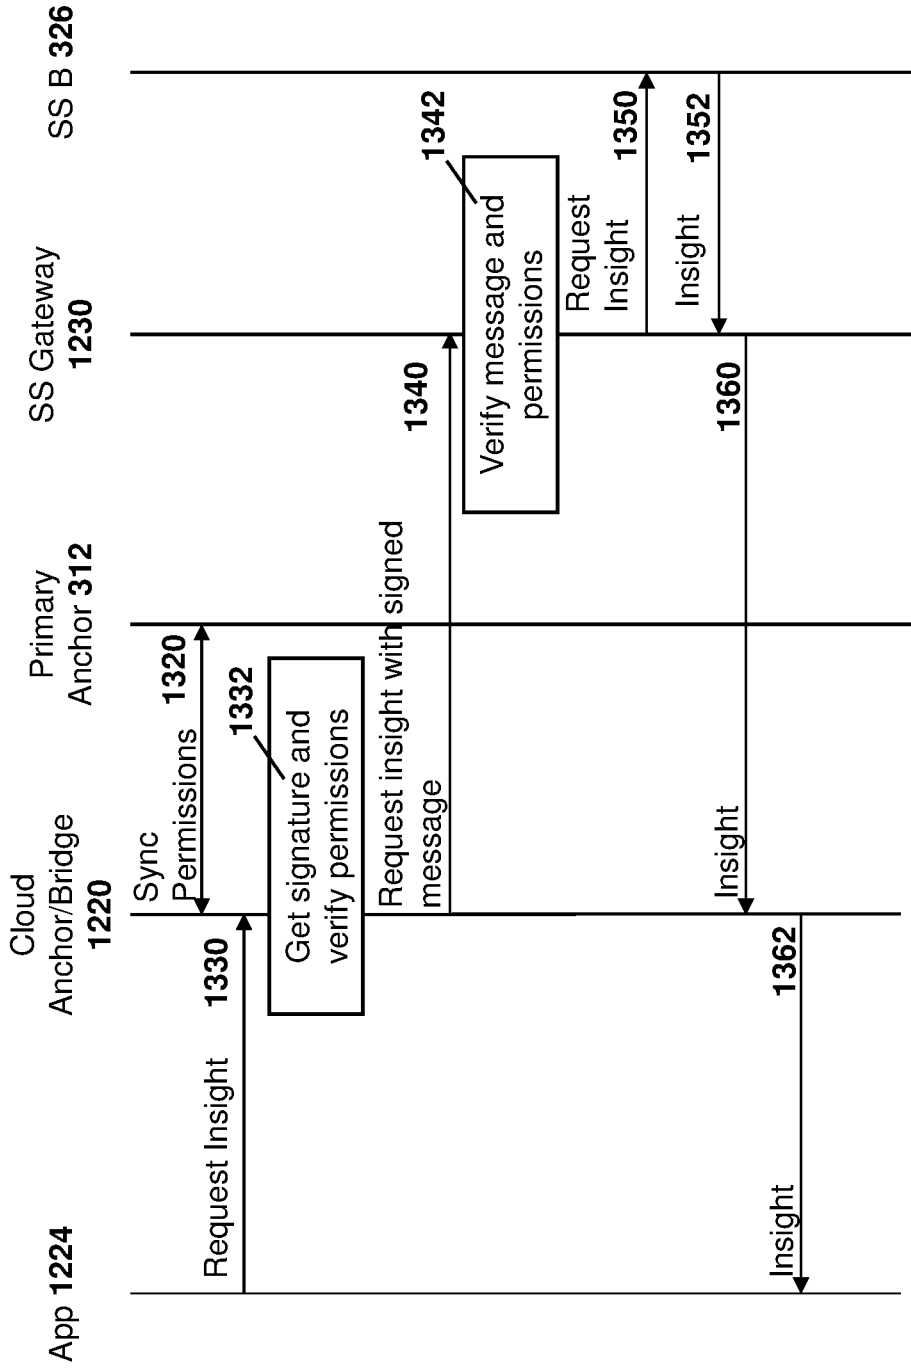 App 1224
Cloud
Anchor/Bridge
1220
Primary
Anchor 312
SS Gateway
1230
SS B 326
Sync
Permissions
1320
Request Insight
1330
1332
Get signature and
verify permissions
Request insight with signed
message
1340
1342
Verify message and
permissions
Request
Insight
1350
Insight
1352
Insight
1360
Insight
1362